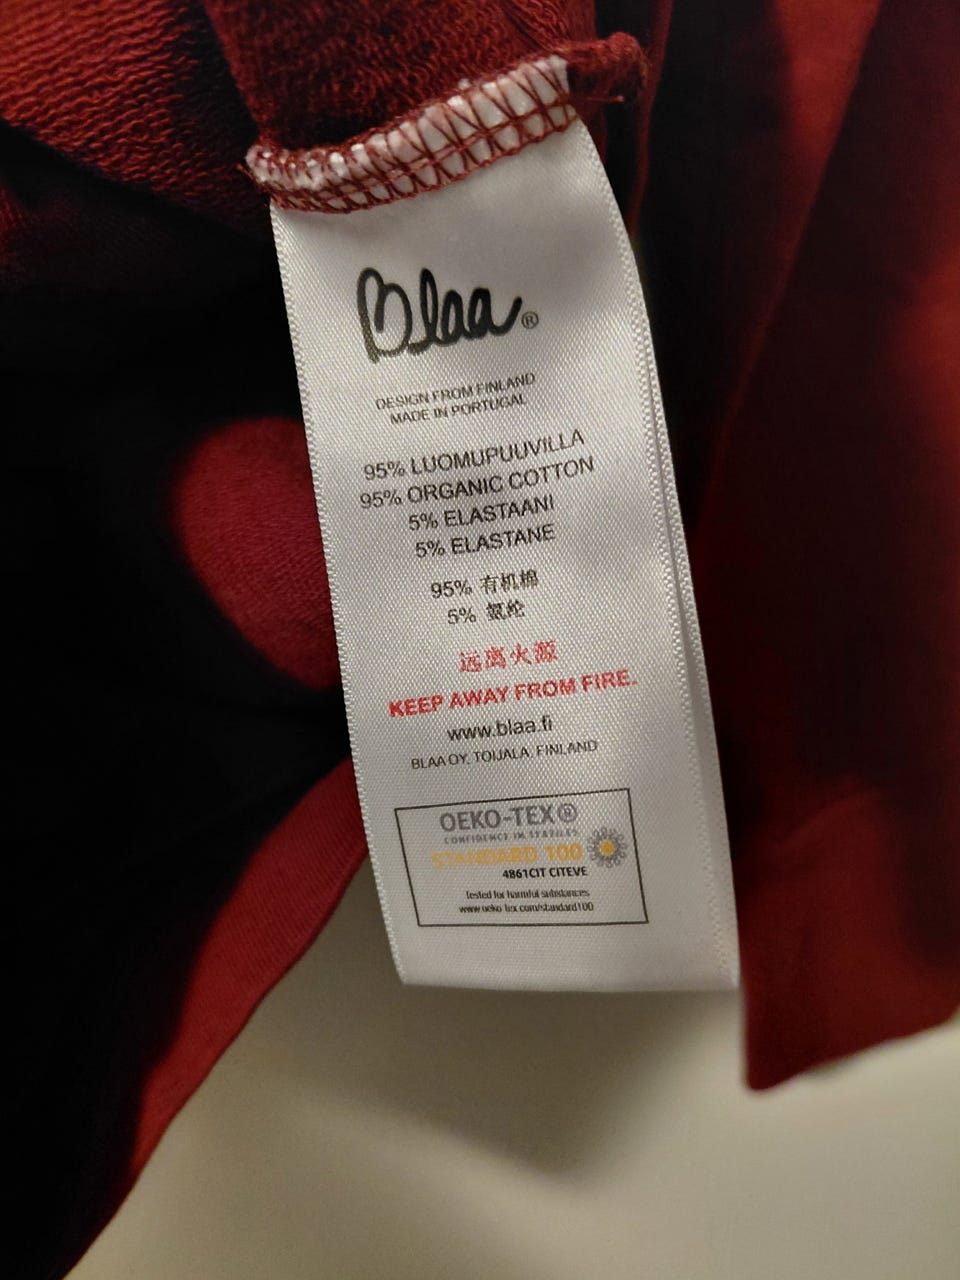 Blaa®
DESIGN FROM FINLAND
MADE IN PORTUGAL
95% LUOMUPUUVILLA
95% ORGANIC COTTON
5% ELASTAANI
5% ELASTANE
95% 有机棉
5% 氨纶
远离火源
KEEP AWAY FROM FIRE.
www.blaa.fi
BLAA OY, TOIJALA, FINLAND
OEKO-TEX®
CONFIDENCE IN TEXTILES
STANDARD 100
4861CIT CITEVE
Tested for harmful substances
www.oeko-tex.com/standard100